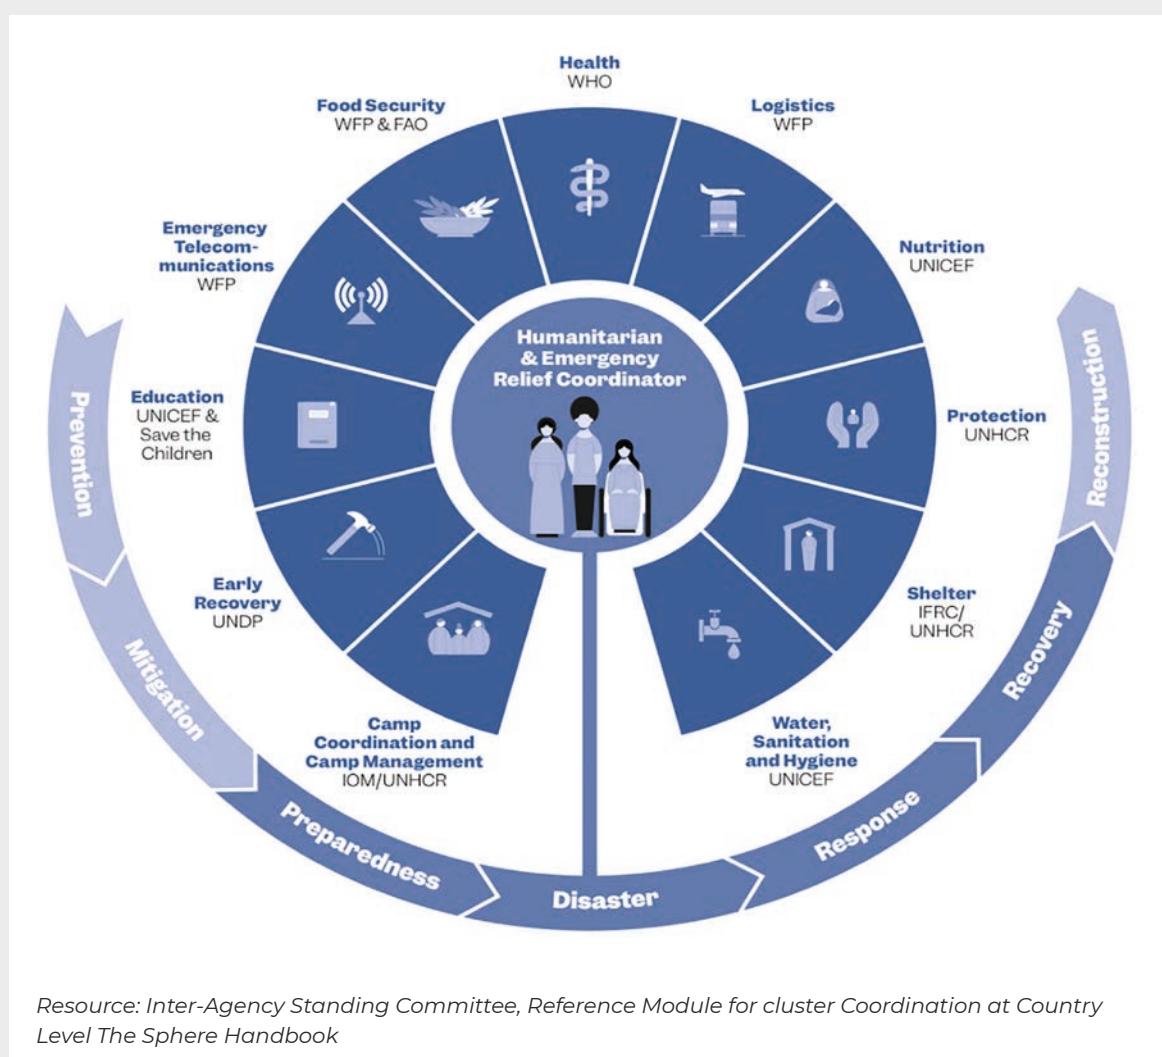 Health
WHO
Logistics
WFP
Nutrition
UNICEF
Protection
UNHCR
Shelter
IFRC/
UNHCR
Water,
Sanitation
and Hygiene
UNICEF
Camp
Coordination and
Camp Management
IOM/UNHCR
Early
Recovery
UNDP
Education
UNICEF &
Save the
Children
Emergency
Telecom-
munications
WFP
Food Security
WFP & FAO
Humanitarian
& Emergency
Relief Coordinator
Prevention
Mitigation
Preparedness
Disaster
Response
Recovery
Reconstruction
Resource: Inter-Agency Standing Committee, Reference Module for cluster Coordination at Country
Level The Sphere Handbook